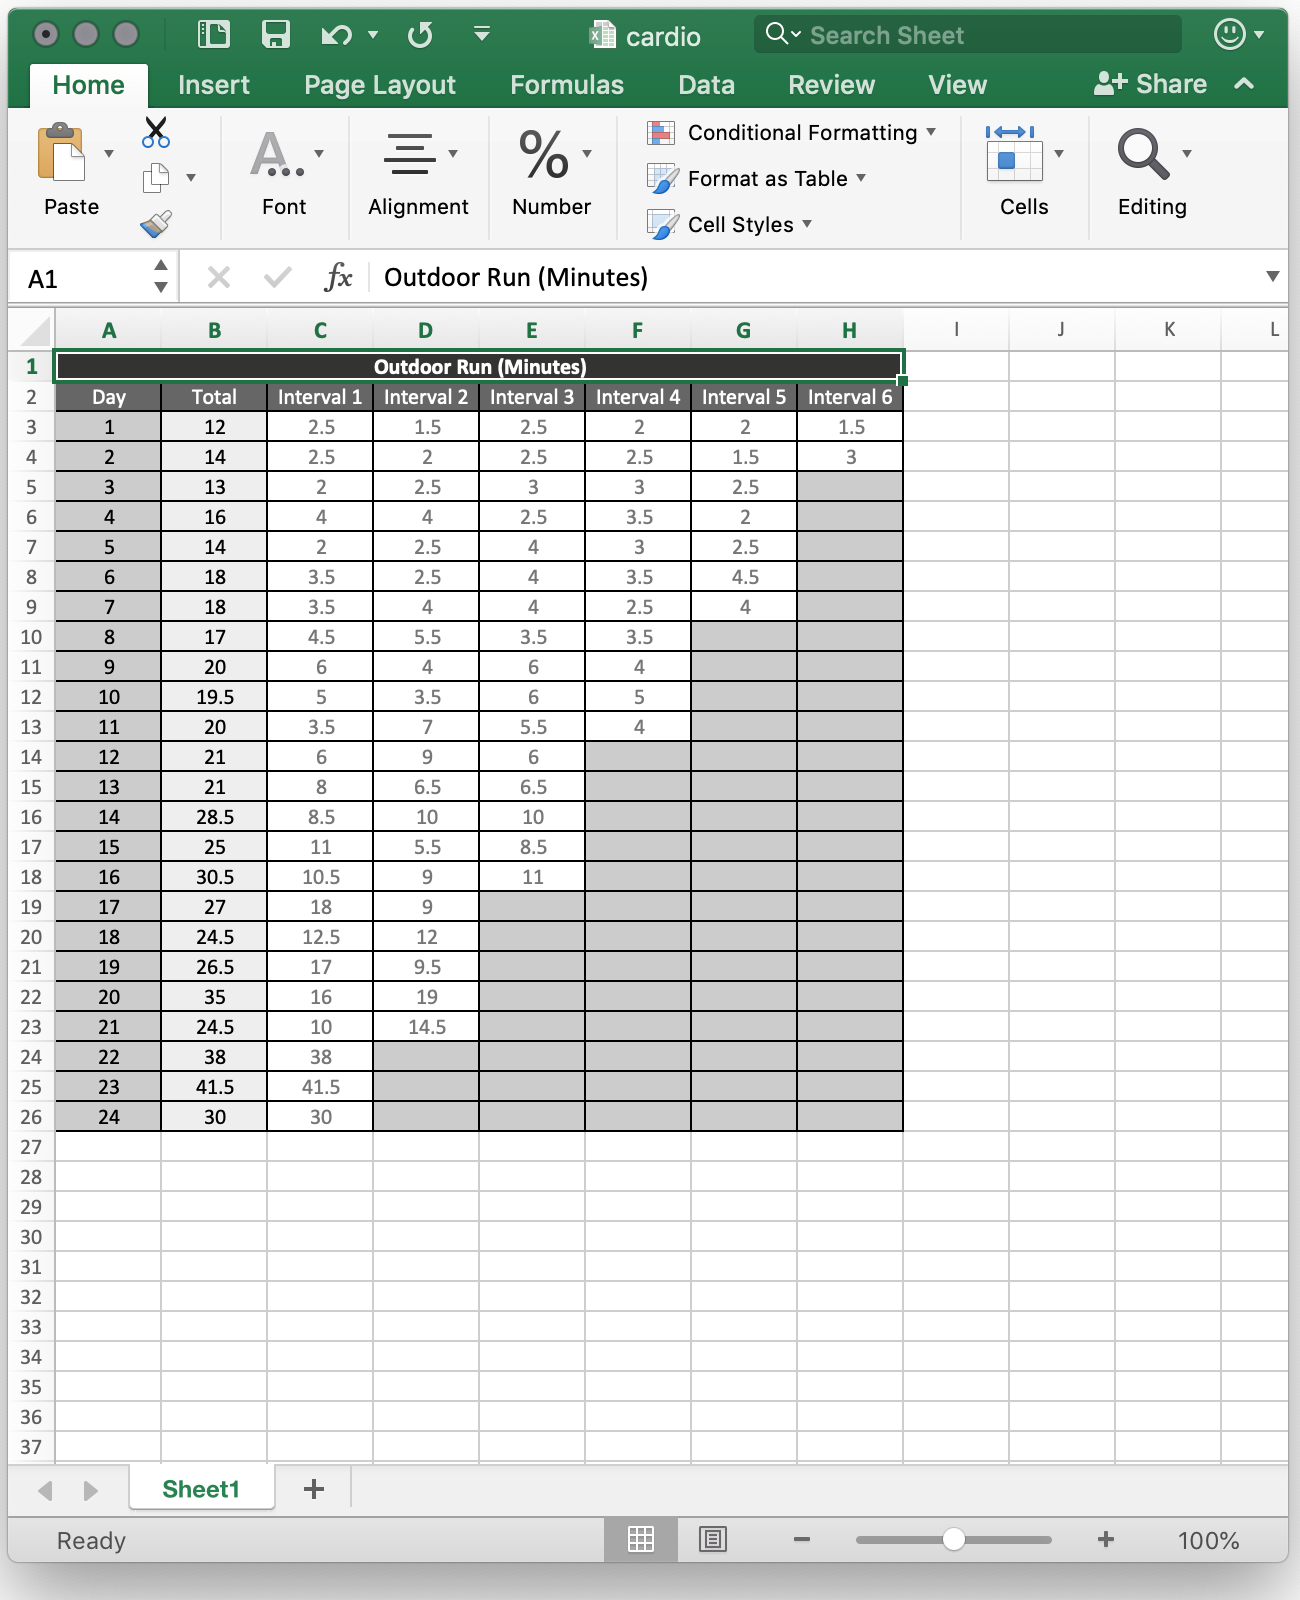 cardio
Search Sheet
Home Insert Page Layout Formulas Data Review View Share
Paste
Font
Alignment
%
Number
Conditional Formatting
Format as Table
Cell Styles
Cells
Editing
A1 fx Outdoor Run (Minutes)
A B C D E F G H I J K L
1 Outdoor Run (Minutes)
2 Day Total Interval 1 Interval 2 Interval 3 Interval 4 Interval 5 Interval 6
3 1 12 2.5 1.5 2.5 2 2 1.5
4 2 14 2.5 2 2.5 2.5 1.5 3
5 3 13 2 2.5 3 3 2.5
6 4 16 4 4 2.5 3.5 2
7 5 14 2 2.5 4 3 2.5
8 6 18 3.5 2.5 4 3.5 4.5
9 7 18 3.5 4 4 2.5 4
10 8 17 4.5 5.5 3.5 3.5
11 9 20 6 4 6 4
12 10 19.5 5 3.5 6 5
13 11 20 3.5 7 5.5 4
14 12 21 6 9 6
15 13 21 8 6.5 6.5
16 14 28.5 8.5 10 10
17 15 25 11 5.5 8.5
18 16 30.5 10.5 9 11
19 17 27 18 9
20 18 24.5 12.5 12
21 19 26.5 17 9.5
22 20 35 16 19
23 21 24.5 10 14.5
24 22 38 38
25 23 41.5 41.5
26 24 30 30
27
28
29
30
31
32
33
34
35
36
37
Sheet1 +
Ready 100%